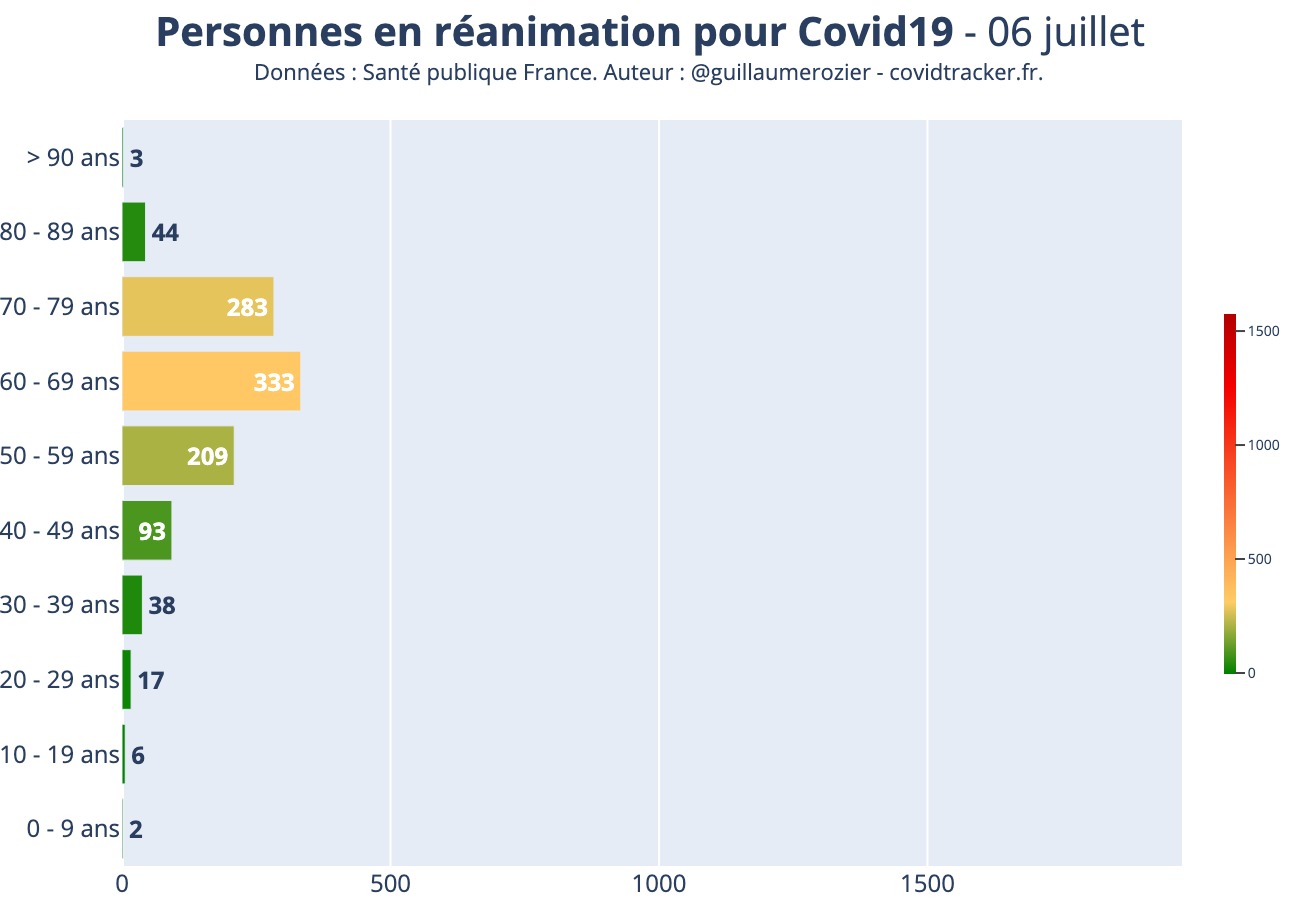 Personnes en réanimation pour Covid19 - 06 juillet
Données : Santé publique France. Auteur : @guillaumerozier - covidtracker.fr.
> 90 ans 3
80 - 89 ans 44
70 - 79 ans 283
60 - 69 ans 333
50 - 59 ans 209
40 - 49 ans 93
30 - 39 ans 38
20 - 29 ans 17
10 - 19 ans 6
0 - 9 ans 2
0 500 1000 1500
1500
1000
500
0